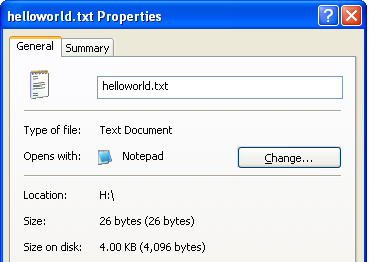 helloworld.txt Properties
General Summary
helloworld.txt
Type of file: Text Document
Opens with: Notepad Change...
Location: H:\
Size: 26 bytes (26 bytes)
Size on disk: 4.00 KB (4,096 bytes)